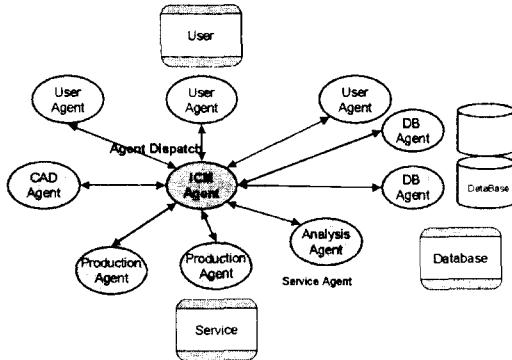 User
User
Agent
User
Agent
User
Agent
DB
Agent
Agent Dispatch
CAD
Agent
ICM
Agent
DB
Agent
DataBase
Analysis
Agent
Production
Agent
Production
Agent
Service Agent
Database
Service